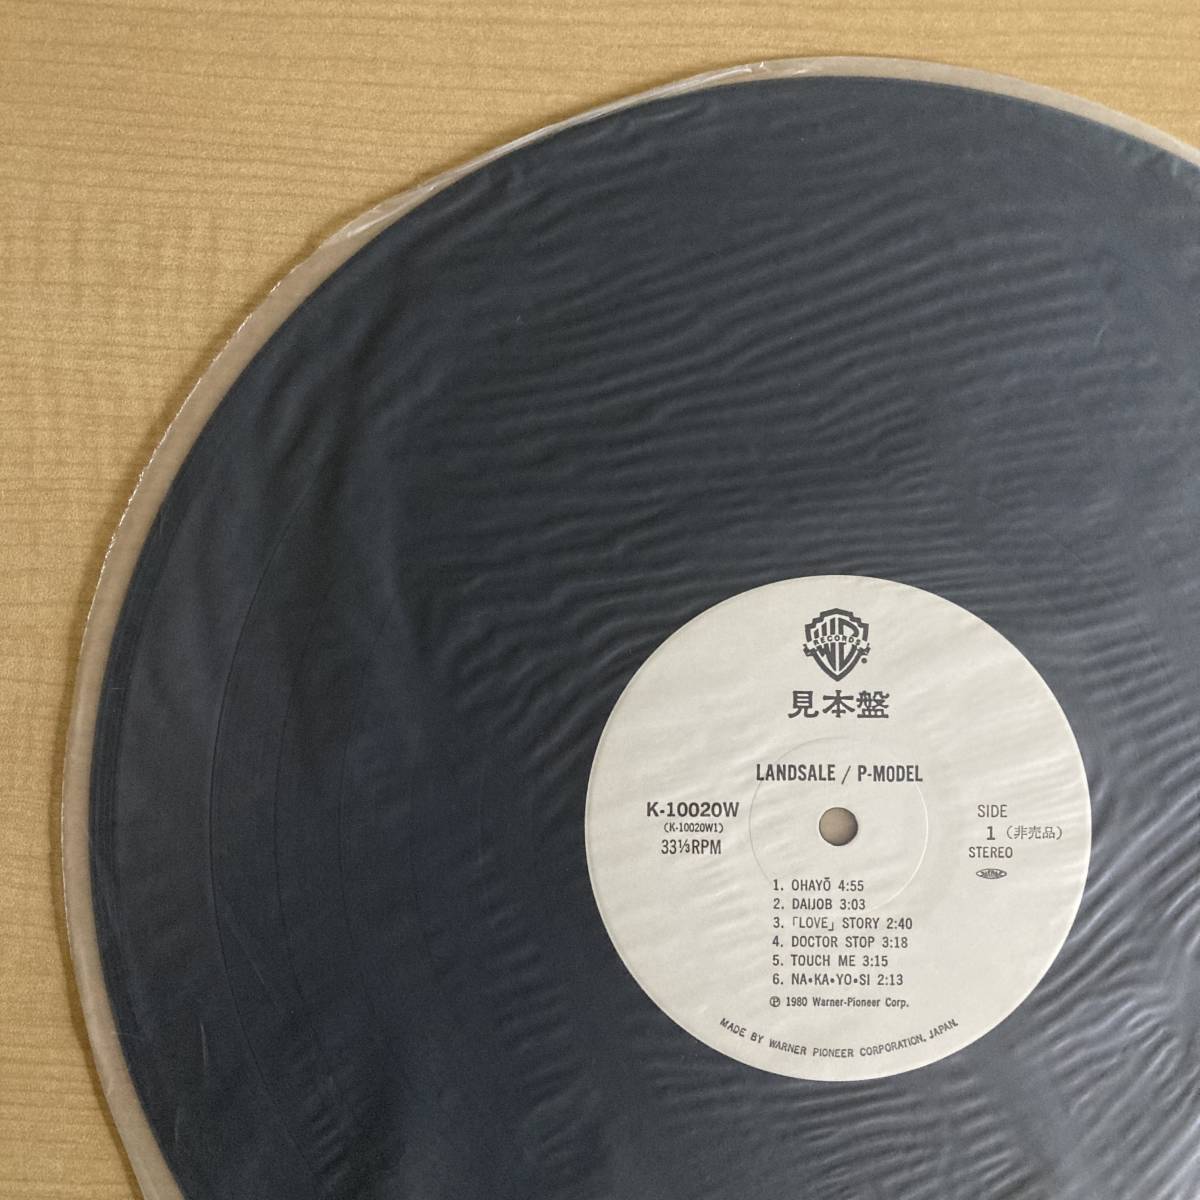 RECORDS
見本盤
LANDSALE / P-MODEL
K-10020W
(K-10020W1)
33⅓RPM
SIDE
1 (非売品)
STEREO
1. OHAYŌ 4:55
2. DAIJOB 3:03
3. 「LOVE」 STORY 2:40
4. DOCTOR STOP 3:18
5. TOUCH ME 3:15
6. NA•KA•YO•SI 2:13
Ⓟ 1980 Warner-Pioneer Corp.
MADE BY WARNER PIONEER CORPORATION, JAPAN.